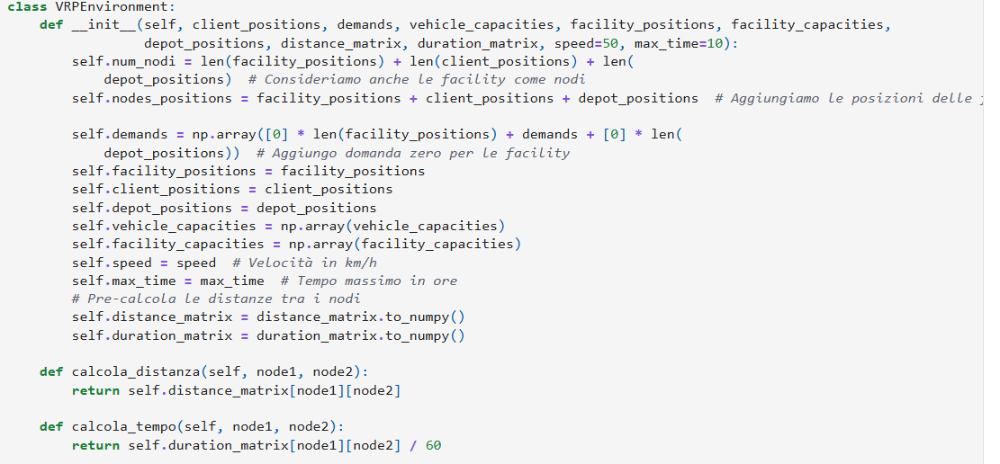 class VRPEnvironment:
    def __init__(self, client_positions, demands, vehicle_capacities, facility_positions, facility_capacities,
                 depot_positions, distance_matrix, duration_matrix, speed=50, max_time=10):
        self.num_nodi = len(facility_positions) + len(client_positions) + len(
            depot_positions)  # Consideriamo anche le facility come nodi
        self.nodes_positions = facility_positions + client_positions + depot_positions  # Aggiungiamo le posizioni delle

        self.demands = np.array([0] * len(facility_positions) + demands + [0] * len(
            depot_positions))  # Aggiungo domanda zero per le facility
        self.facility_positions = facility_positions
        self.client_positions = client_positions
        self.depot_positions = depot_positions
        self.vehicle_capacities = np.array(vehicle_capacities)
        self.facility_capacities = np.array(facility_capacities)
        self.speed = speed  # Velocità in km/h
        self.max_time = max_time  # Tempo massimo in ore
        # Pre-calcola le distanze tra i nodi
        self.distance_matrix = distance_matrix.to_numpy()
        self.duration_matrix = duration_matrix.to_numpy()

    def calcola_distanza(self, node1, node2):
        return self.distance_matrix[node1][node2]

    def calcola_tempo(self, node1, node2):
        return self.duration_matrix[node1][node2] / 60